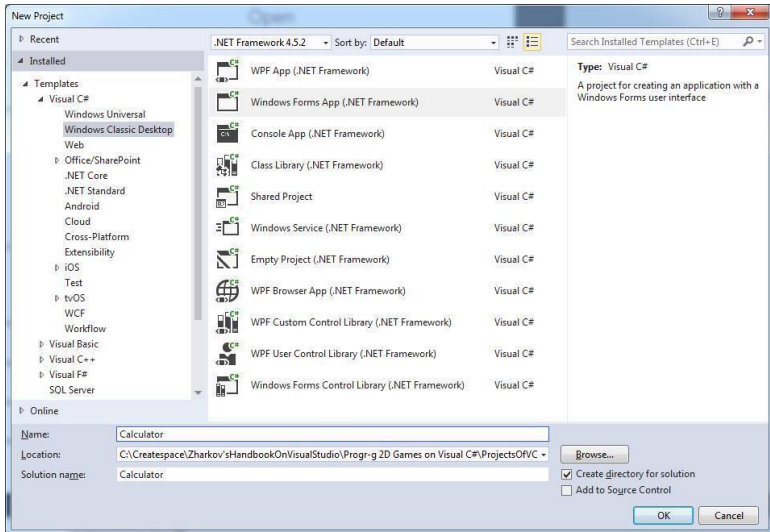 New Project
Open
Recent
.NET Framework 4.5.2
Sort by: Default
Search Installed Templates (Ctrl+E)
Installed
Templates
Visual C#
Windows Universal
Windows Classic Desktop
Web
Office/SharePoint
.NET Core
.NET Standard
Android
Cloud
Cross-Platform
Extensibility
iOS
Test
tvOS
WCF
Workflow
Visual Basic
Visual C++
Visual F#
SQL Server
Online
WPF App (.NET Framework) Visual C#
Windows Forms App (.NET Framework) Visual C#
Console App (.NET Framework) Visual C#
Class Library (.NET Framework) Visual C#
Shared Project Visual C#
Windows Service (.NET Framework) Visual C#
Empty Project (.NET Framework) Visual C#
WPF Browser App (.NET Framework) Visual C#
WPF Custom Control Library (.NET Framework) Visual C#
WPF User Control Library (.NET Framework) Visual C#
Windows Forms Control Library (.NET Framework) Visual C#
Type: Visual C#
A project for creating an application with a
Windows Forms user interface
Name: Calculator
Location: C:\Createspace\Zharkov'sHandbookOnVisualStudio\Progr-g 2D Games on Visual C#\ProjectsOfVC
Browse...
Solution name: Calculator
Create directory for solution
Add to Source Control
OK Cancel